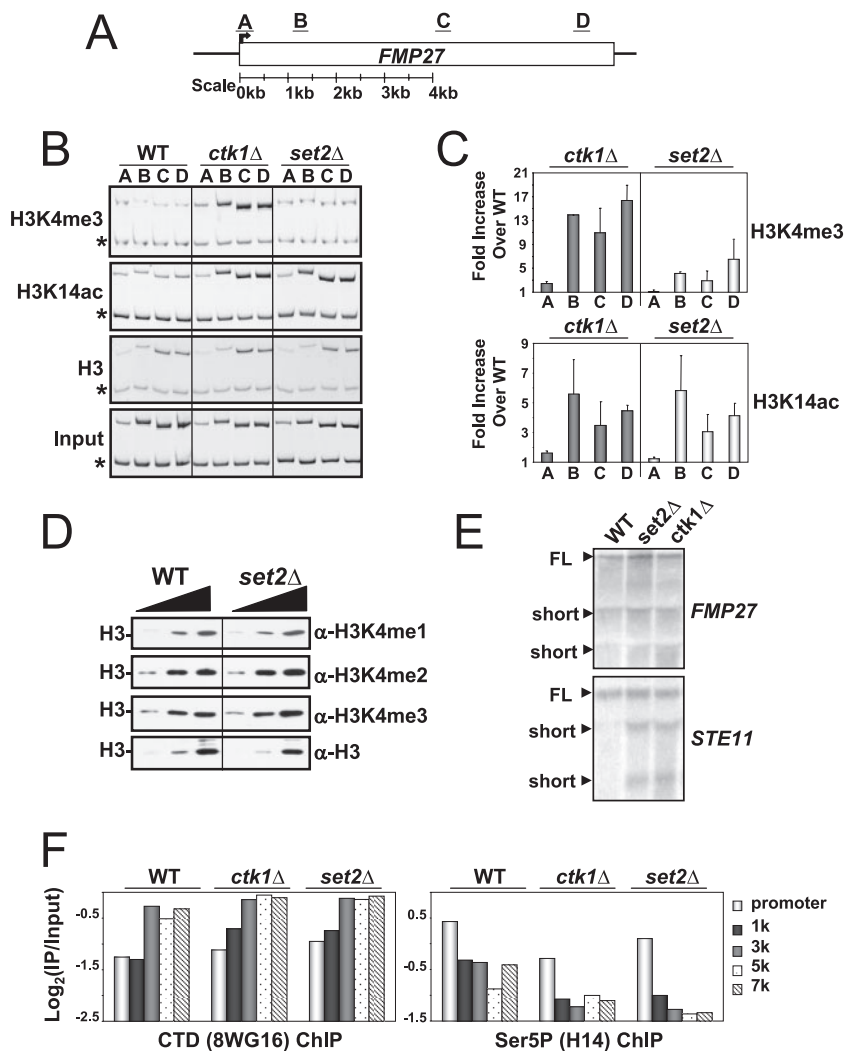 A
A B C D
FMP27
Scale
0kb 1kb 2kb 3kb 4kb
B
WT ctk1Δ set2Δ
A B C D A B C D A B C D
H3K4me3
*
H3K14ac
*
H3
*
Input
*
C
ctk1Δ set2Δ
Fold Increase
Over WT
21
17
13
9
5
1
A B C D A B C D
H3K4me3
ctk1Δ set2Δ
Fold Increase
Over WT
9
7
5
3
1
A B C D A B C D
H3K14ac
D
WT set2Δ
H3- α-H3K4me1
H3- α-H3K4me2
H3- α-H3K4me3
H3- α-H3
E
WT set2Δ ctk1Δ
FL
short
short
FMP27
FL
short
short
STE11
F
WT ctk1Δ set2Δ
Log2(IP/Input)
-0.5
-1.5
-2.5
CTD (8WG16) ChIP
WT ctk1Δ set2Δ
0.5
-0.5
-1.5
Ser5P (H14) ChIP
promoter
1k
3k
5k
7k